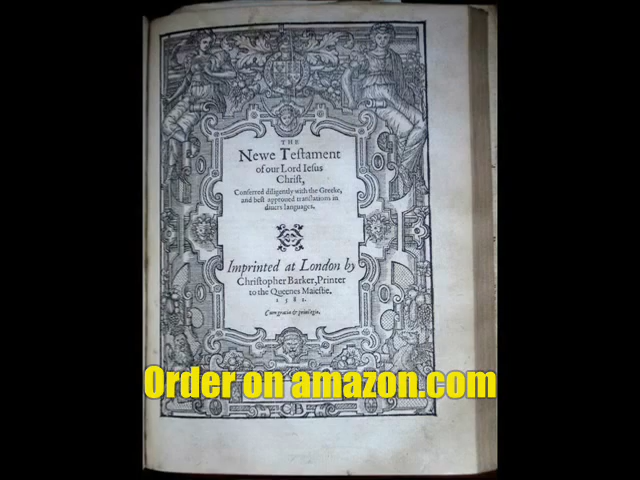 THE
Newe Testament
of our Lord Iesus
Christ,
Conferred diligently with the Greeke,
and best approued translations in
diuers languages.
Imprinted at London by
Christopher Barker, Printer
to the Queenes Maiestie.
1581.
Cum gratia & priuilegio.
Order on amazon.com
CB